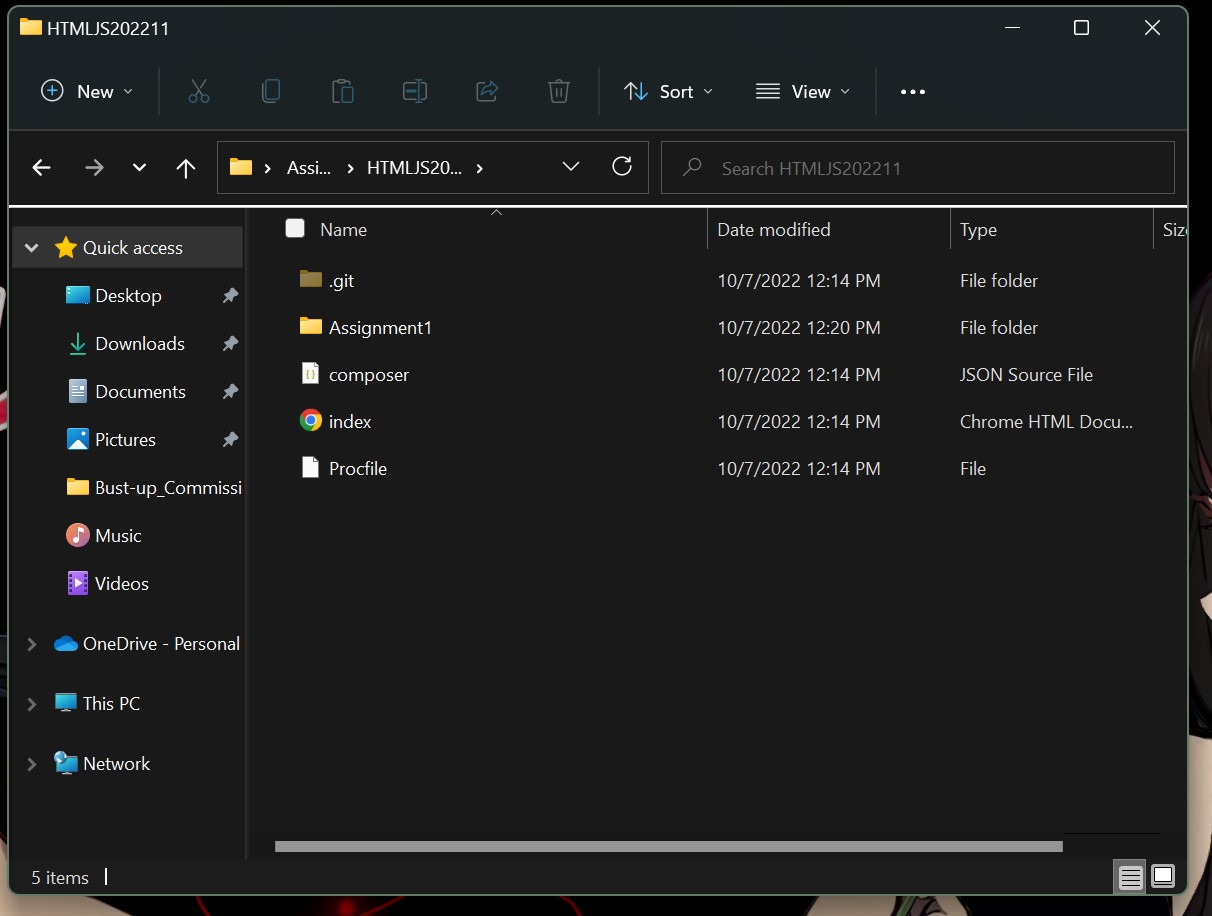 HTMLJS202211
New
Sort
View
Assi... HTMLJS20...
Search HTMLJS202211
Name Date modified Type Siz
Quick access
Desktop
Downloads
Documents
Pictures
Bust-up_Commissi
Music
Videos
OneDrive - Personal
This PC
Network
.git 10/7/2022 12:14 PM File folder
Assignment1 10/7/2022 12:20 PM File folder
composer 10/7/2022 12:14 PM JSON Source File
index 10/7/2022 12:14 PM Chrome HTML Docu...
Procfile 10/7/2022 12:14 PM File
5 items